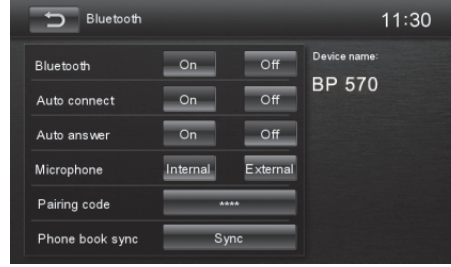 Bluetooth 11:30
Bluetooth On Off
Auto connect On Off
Auto answer On Off
Microphone Internal External
Pairing code ****
Phone book sync Sync
Device name:
BP 570